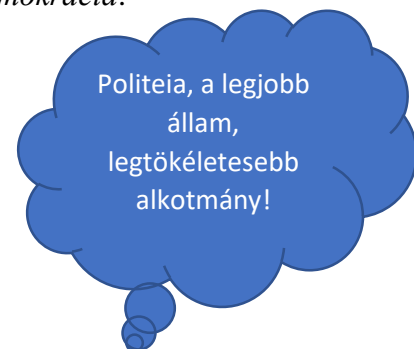 Politeia, a legjobb
állam,
legtökéletesebb
alkotmány!